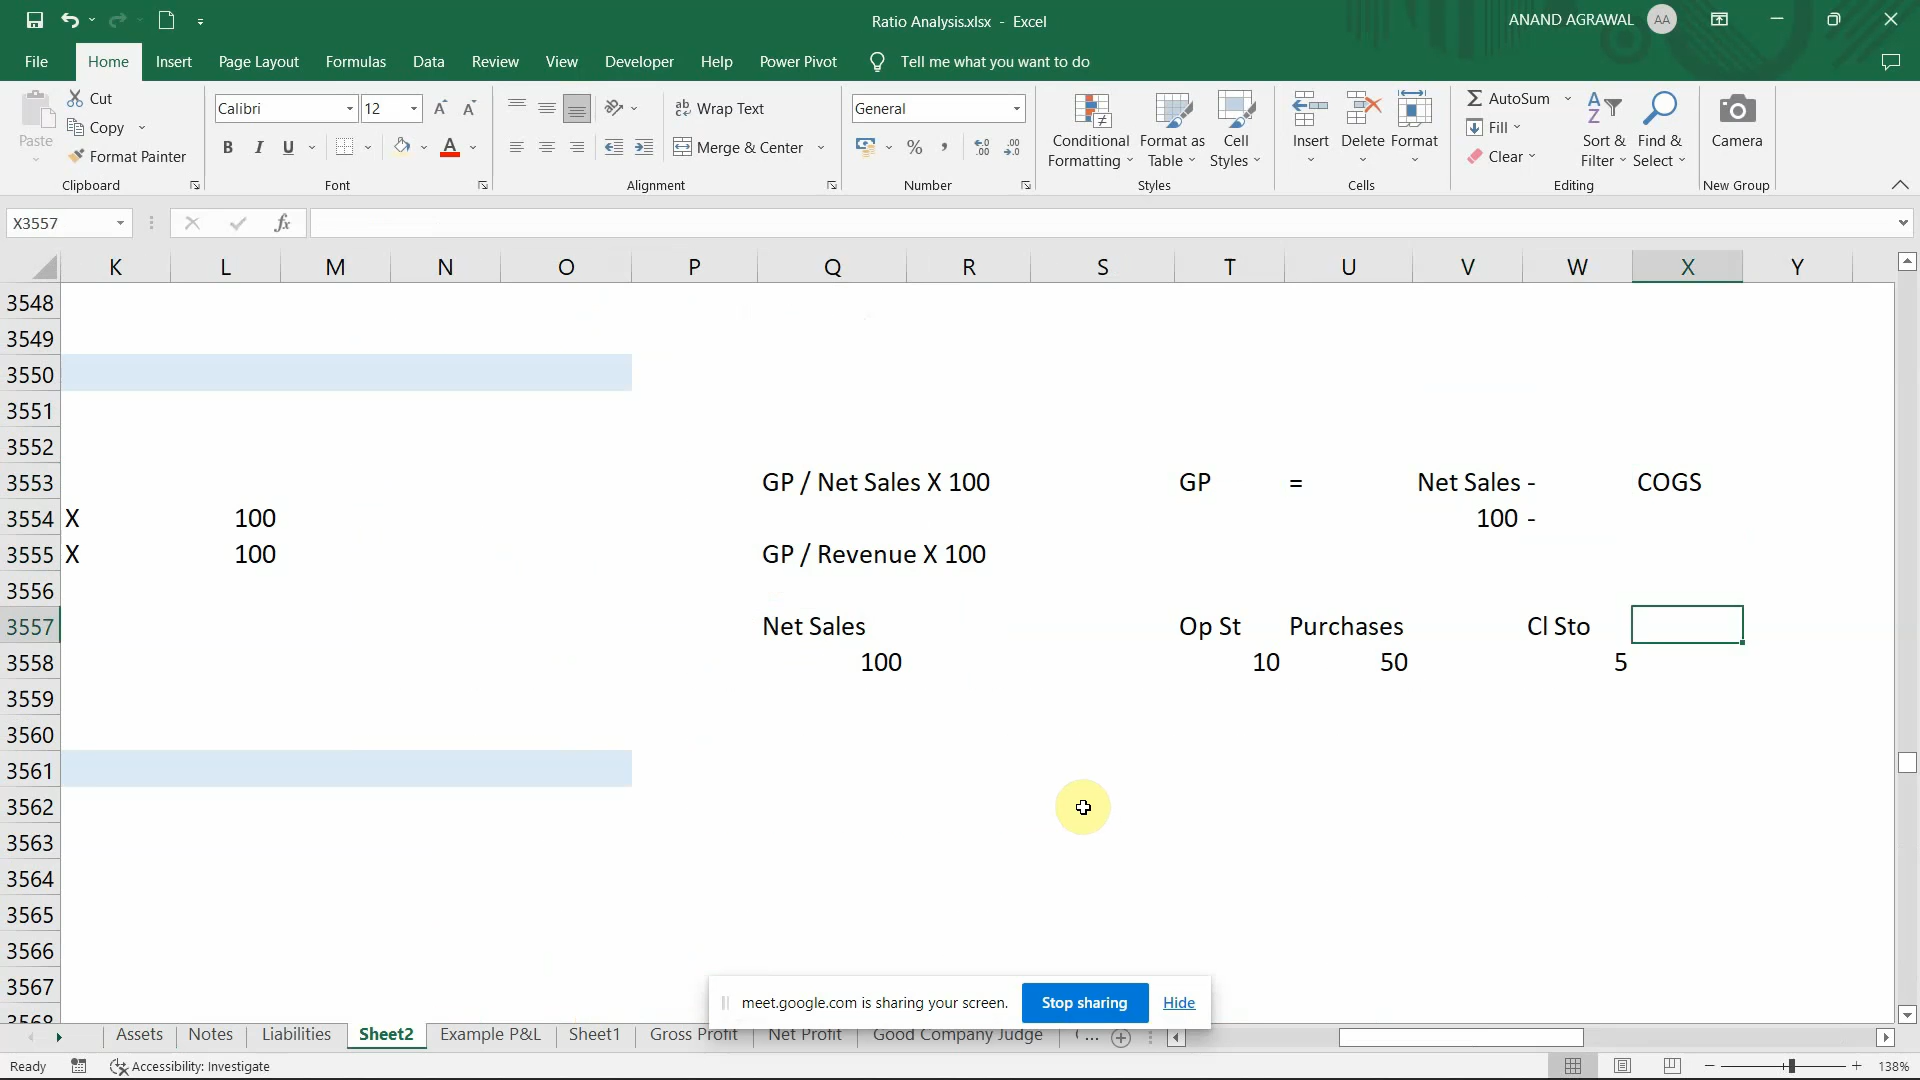 Ratio Analysis.xlsx - Excel
ANAND AGRAWAL AA
File Home Insert Page Layout Formulas Data Review View Developer Help Power Pivot Tell me what you want to do
Paste
Cut
Copy
Format Painter
Clipboard
Calibri 12
B I U
Font
Wrap Text
Merge & Center
Alignment
General
Number
Conditional Formatting
Format as Table
Cell Styles
Styles
Insert Delete Format
Cells
AutoSum
Fill
Clear
Sort & Filter
Find & Select
Editing
Camera
New Group
X3557 fx
K L M N O P Q R S T U V W X Y
3548
3549
3550
3551
3552
3553 GP / Net Sales X 100 GP = Net Sales - COGS
3554 X 100 100 -
3555 X 100 GP / Revenue X 100
3556
3557 Net Sales Op St Purchases Cl Sto
3558 100 10 50 5
3559
3560
3561
3562
3563
3564
3565
3566
3567
3568
meet.google.com is sharing your screen. Stop sharing Hide
Assets Notes Liabilities Sheet2 Example P&L Sheet1 Gross Profit Net Profit Good Company Judge ...
Ready Accessibility: Investigate 138%